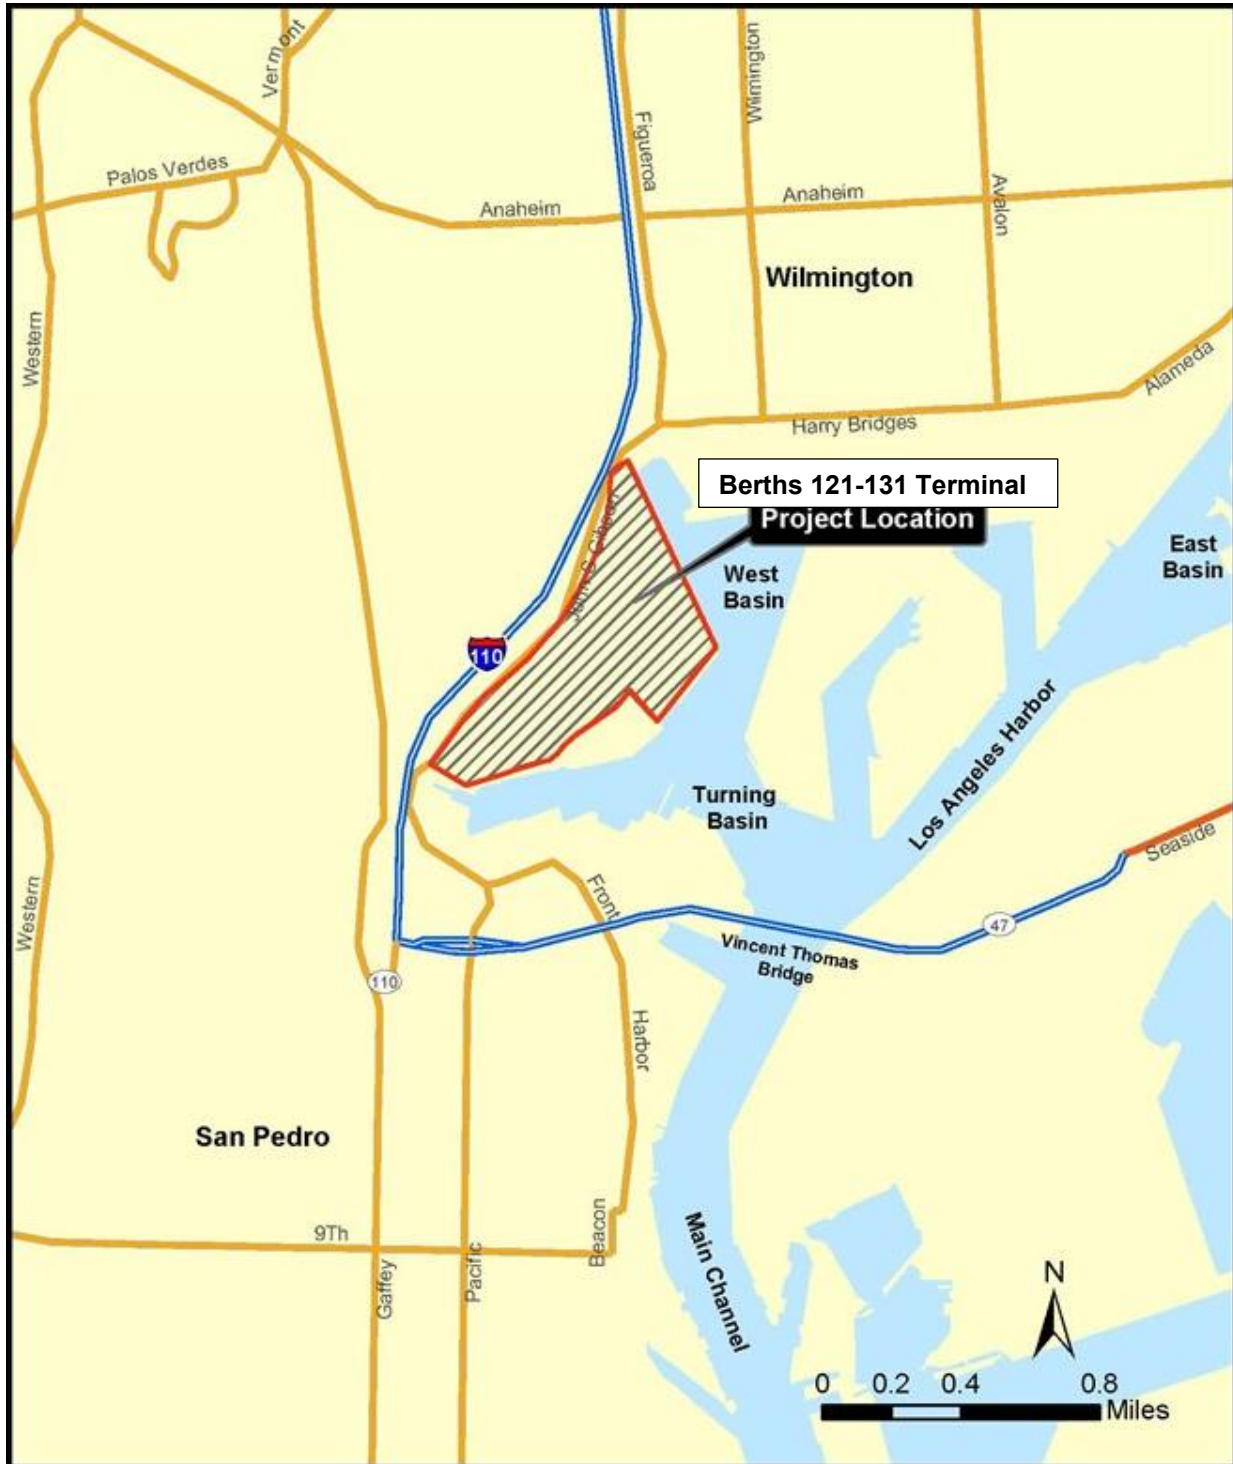 Vermont
Wilmington
Figueroa
Palos Verdes
Anaheim
Anaheim
Avalon
Wilmington
Western
Alameda
Harry Bridges
Berths 121-131 Terminal
Project Location
John S Gibson
East
Basin
West
Basin
110
Los Angeles Harbor
Turning
Basin
Seaside
Western
Front
47
Vincent Thomas
Bridge
110
Harbor
San Pedro
Main Channel
9Th
Beacon
Gaffey
Pacific
N
0 0.2 0.4 0.8
Miles